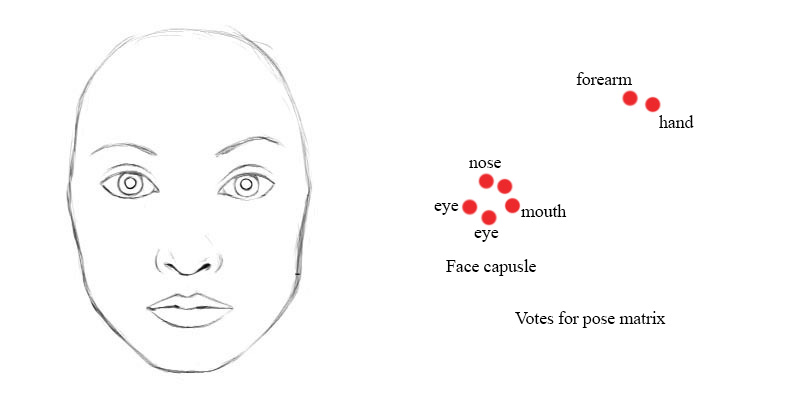 forearm
hand
nose
eye
mouth
eye
Face capusle
Votes for pose matrix